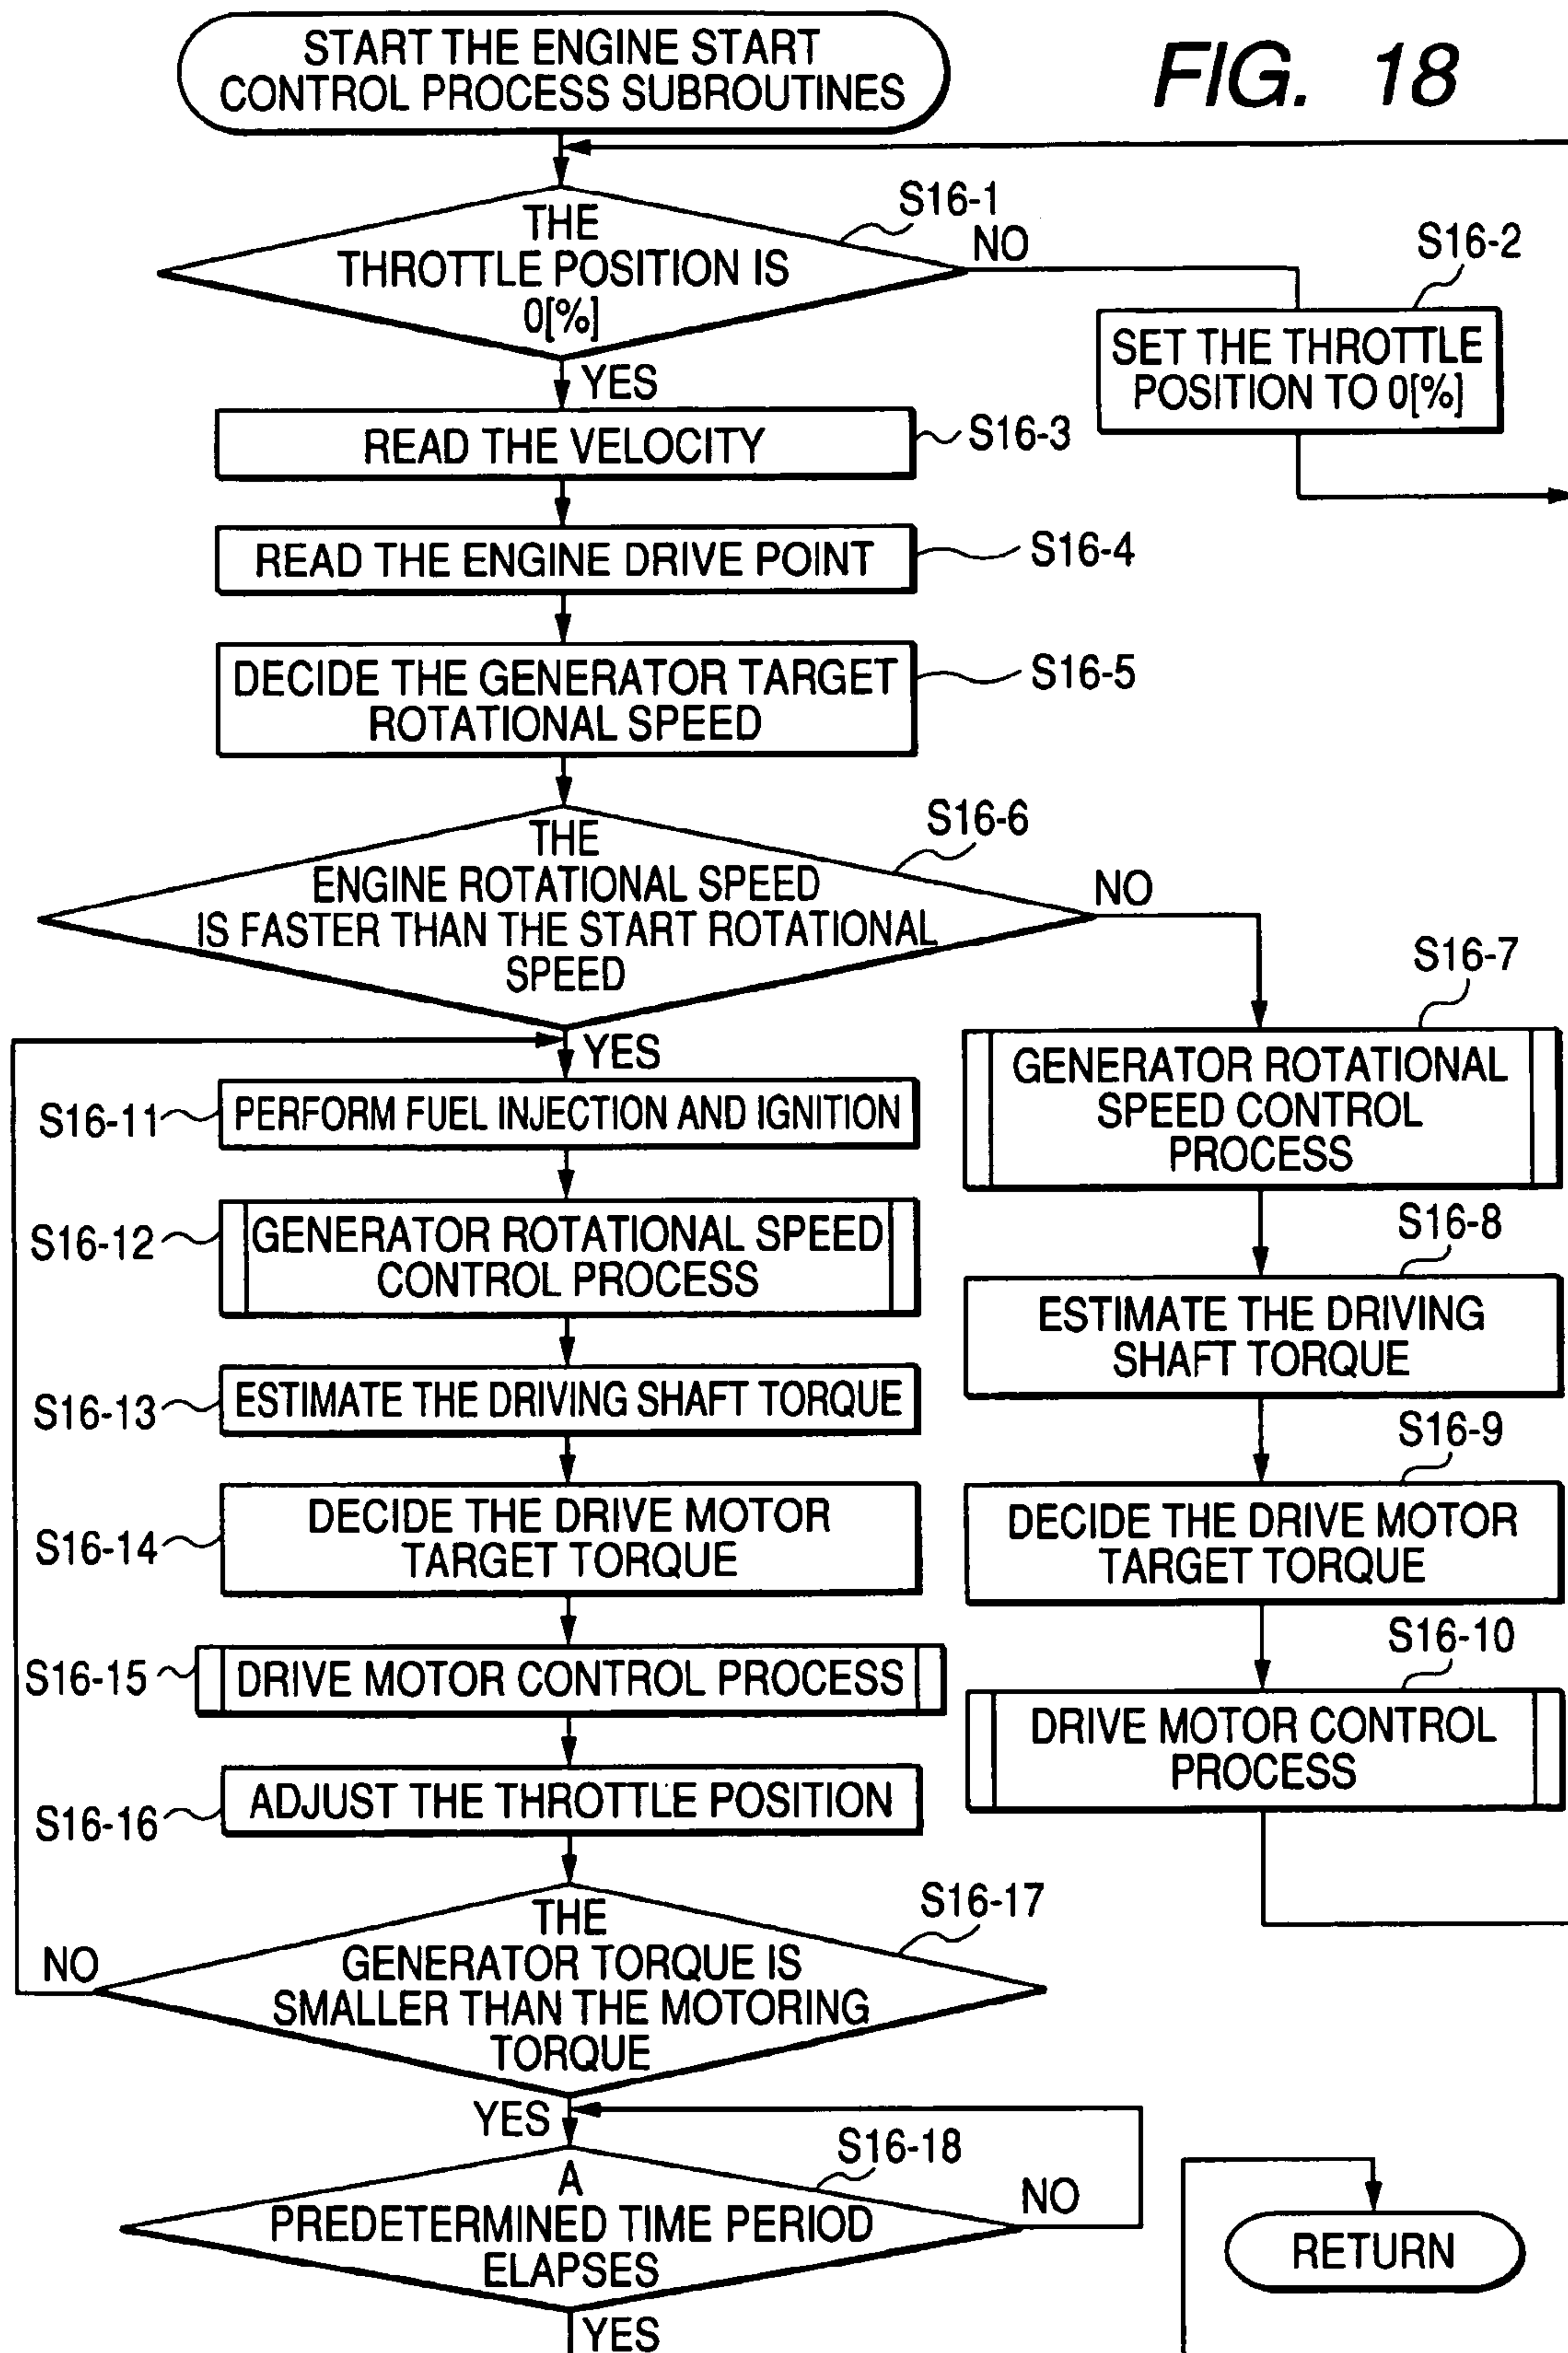 START THE ENGINE START
CONTROL PROCESS SUBROUTINES
FIG. 18
THE
THROTTLE POSITION IS
0[%]
S16-1
NO
S16-2
SET THE THROTTLE
POSITION TO 0[%]
YES
READ THE VELOCITY
S16-3
READ THE ENGINE DRIVE POINT
S16-4
DECIDE THE GENERATOR TARGET
ROTATIONAL SPEED
S16-5
THE
ENGINE ROTATIONAL SPEED
IS FASTER THAN THE START ROTATIONAL
SPEED
S16-6
NO
YES
S16-7
GENERATOR ROTATIONAL
SPEED CONTROL
PROCESS
S16-8
ESTIMATE THE DRIVING
SHAFT TORQUE
S16-9
DECIDE THE DRIVE MOTOR
TARGET TORQUE
S16-10
DRIVE MOTOR CONTROL
PROCESS
S16-11
PERFORM FUEL INJECTION AND IGNITION
S16-12
GENERATOR ROTATIONAL SPEED
CONTROL PROCESS
S16-13
ESTIMATE THE DRIVING SHAFT TORQUE
S16-14
DECIDE THE DRIVE MOTOR
TARGET TORQUE
S16-15
DRIVE MOTOR CONTROL PROCESS
S16-16
ADJUST THE THROTTLE POSITION
S16-17
THE
GENERATOR TORQUE IS
SMALLER THAN THE MOTORING
TORQUE
NO
YES
S16-18
A
PREDETERMINED TIME PERIOD
ELAPSES
NO
YES
RETURN